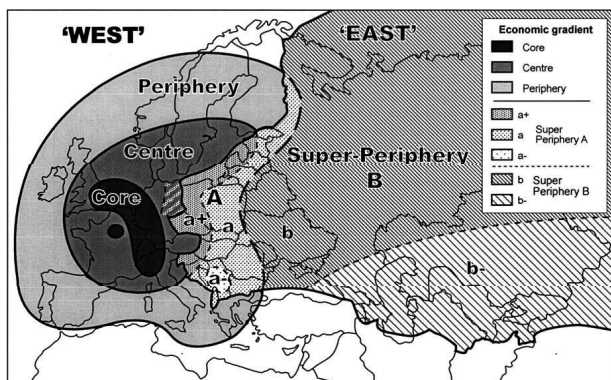 'WEST'
'EAST'
Periphery
Centre
Core
A
a+
a
a-
Super-Periphery
B
b
b-
Economic gradient
Core
Centre
Periphery
a+
a Super
Periphery A
a-
b Super
Periphery B
b-